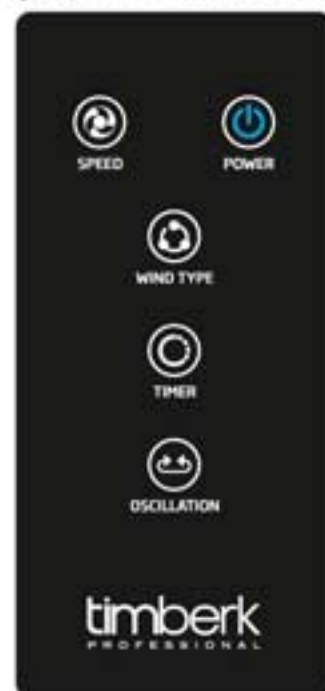 SPEED POWER
WIND TYPE
TIMER
OSCILLATION
timberk
PROFESSIONAL